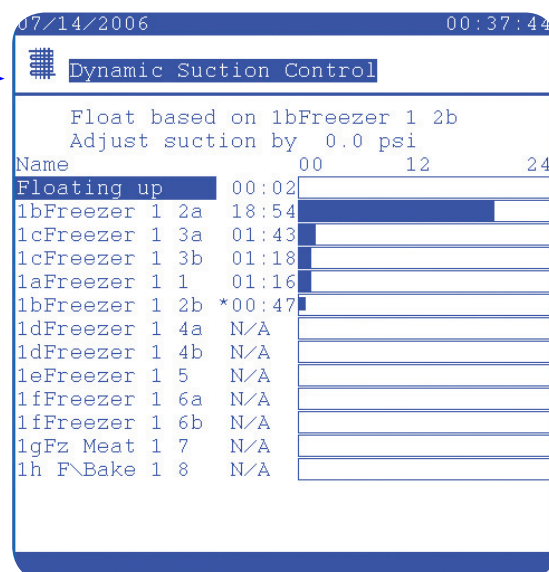 07/14/2006 00:37:44
Dynamic Suction Control
Float based on 1bFreezer 1 2b
Adjust suction by 0.0 psi
Name 00 12 24
Floating up 00:02
1bFreezer 1 2a 18:54
1cFreezer 1 3a 01:43
1cFreezer 1 3b 01:18
1aFreezer 1 1 01:16
1bFreezer 1 2b *00:47
1dFreezer 1 4a N/A
1dFreezer 1 4b N/A
1eFreezer 1 5 N/A
1fFreezer 1 6a N/A
1fFreezer 1 6b N/A
1gFz Meat 1 7 N/A
1h F\Bake 1 8 N/A